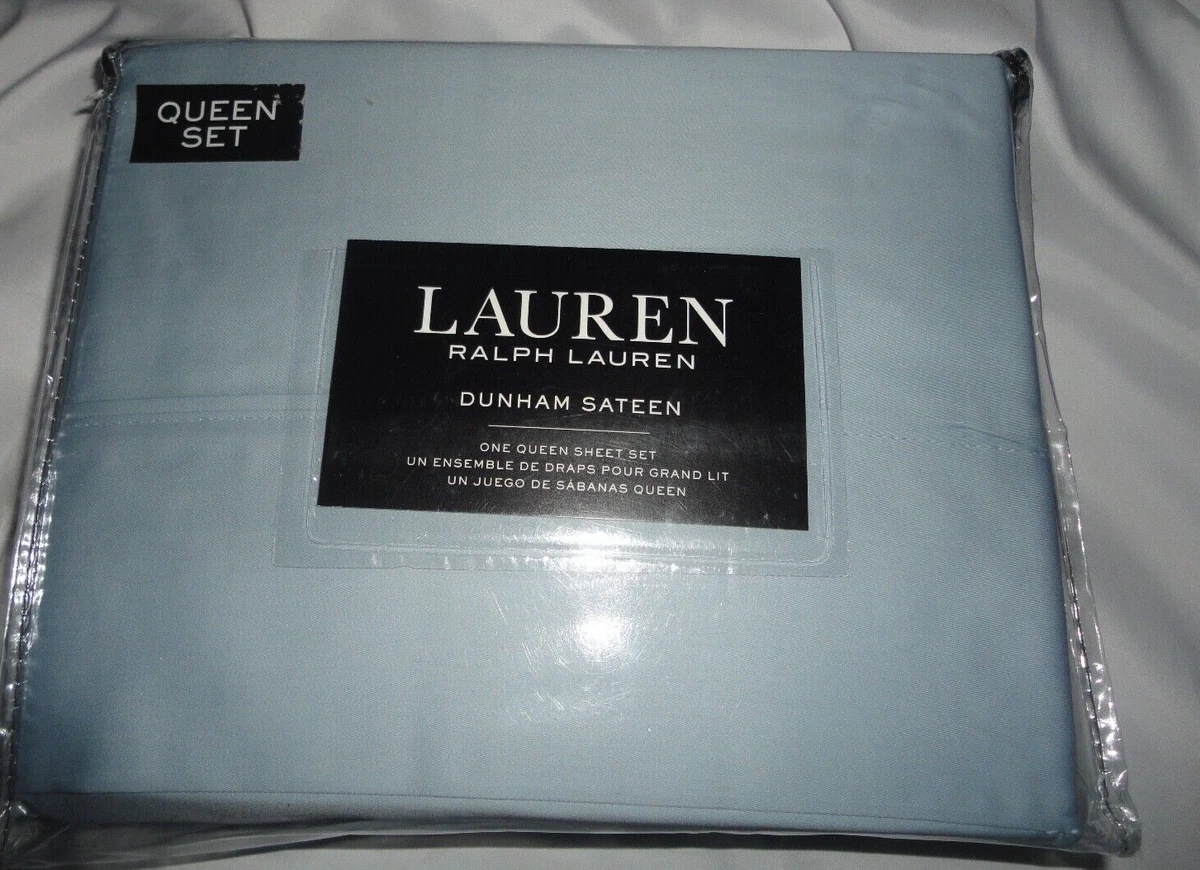 QUEEN
SET
LAUREN
RALPH LAUREN
DUNHAM SATEEN
ONE QUEEN SHEET SET
UN ENSEMBLE DE DRAPS POUR GRAND LIT
UN JUEGO DE SÁBANAS QUEEN